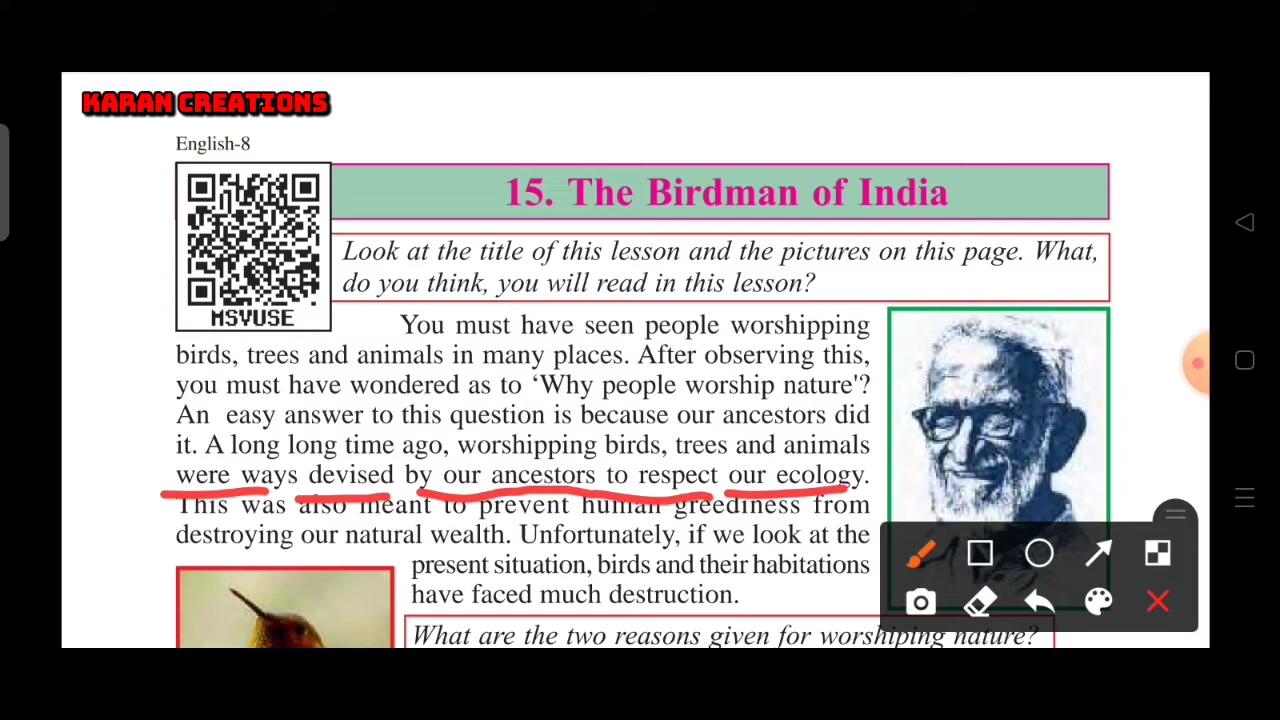 KARAN CREATIONS
English-8
15. The Birdman of India
MSVUSE
Look at the title of this lesson and the pictures on this page. What,
do you think, you will read in this lesson?
You must have seen people worshipping
birds, trees and animals in many places. After observing this,
you must have wondered as to ‘Why people worship nature'?
An easy answer to this question is because our ancestors did
it. A long long time ago, worshipping birds, trees and animals
were ways devised by our ancestors to respect our ecology.
This was also meant to prevent human greediness from
destroying our natural wealth. Unfortunately, if we look at the
present situation, birds and their habitations
have faced much destruction.
What are the two reasons given for worshiping nature?